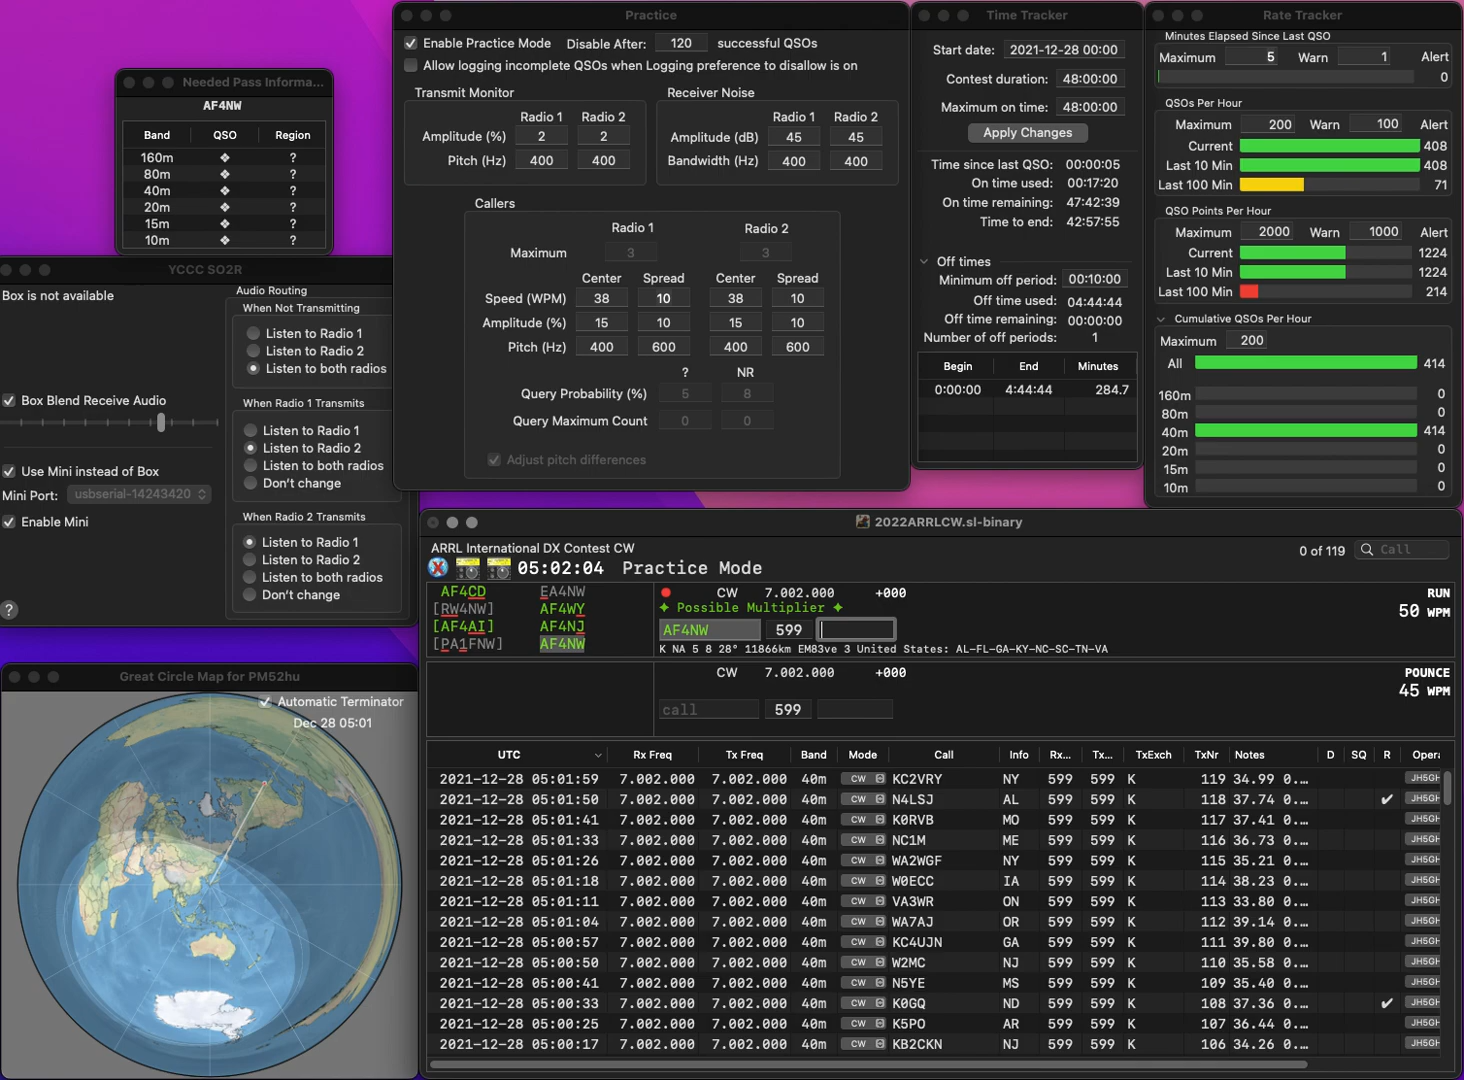 Practice
Enable Practice Mode Disable After: 120 successful QSOs
Allow logging incomplete QSOs when Logging preference to disallow is on
Transmit Monitor
Radio 1 Radio 2
Amplitude (%) 2 2
Pitch (Hz) 400 400
Receiver Noise
Radio 1 Radio 2
Amplitude (dB) 45 45
Bandwidth (Hz) 400 400
Callers
Radio 1 Radio 2
Maximum 3 3
Center Spread Center Spread
Speed (WPM) 38 10 38 10
Amplitude (%) 15 10 15 10
Pitch (Hz) 400 600 400 600
? NR
Query Probability (%) 5 8
Query Maximum Count 0 0
Adjust pitch differences
Time Tracker
Start date: 2021-12-28 00:00
Contest duration: 48:00:00
Maximum on time: 48:00:00
Apply Changes
Time since last QSO: 00:00:05
On time used: 00:17:20
On time remaining: 47:42:39
Time to end: 42:57:55
Off times
Minimum off period: 00:10:00
Off time used: 04:44:44
Off time remaining: 00:00:00
Number of off periods: 1
Begin End Minutes
0:00:00 4:44:44 284.7
Rate Tracker
Minutes Elapsed Since Last QSO
Maximum 5 Warn 1 Alert
0
QSOs Per Hour
Maximum 200 Warn 100 Alert
Current 408
Last 10 Min 408
Last 100 Min 71
QSO Points Per Hour
Maximum 2000 Warn 1000 Alert
Current 1224
Last 10 Min 1224
Last 100 Min 214
Cumulative QSOs Per Hour
Maximum 200
All 414
160m 0
80m 0
40m 414
20m 0
15m 0
10m 0
Needed Pass Informa...
AF4NW
Band QSO Region
160m ❖ ?
80m ❖ ?
40m ❖ ?
20m ❖ ?
15m ❖ ?
10m ❖ ?
YCCC SO2R
Box is not available
Box Blend Receive Audio
Use Mini instead of Box
Mini Port: usbserial-14243420
Enable Mini
?
Audio Routing
When Not Transmitting
Listen to Radio 1
Listen to Radio 2
Listen to both radios
When Radio 1 Transmits
Listen to Radio 1
Listen to Radio 2
Listen to both radios
Don't change
When Radio 2 Transmits
Listen to Radio 1
Listen to Radio 2
Listen to both radios
Don't change
Great Circle Map for PM52hu
Automatic Terminator
Dec 28 05:01
2022ARRLCW.sl-binary
ARRL International DX Contest CW
0 of 119 Call
05:02:04 Practice Mode
AF4CD EA4NW
[RW4NW] AF4WY
[AF4AI] AF4NJ
[PA1FNW] AF4NW
CW 7.002.000 +000 RUN
✦ Possible Multiplier ✦ 50 WPM
AF4NW 599
K NA 5 8 28° 11866km EM83ve 3 United States: AL-FL-GA-KY-NC-SC-TN-VA
CW 7.002.000 +000 POUNCE
45 WPM
call 599
UTC Rx Freq Tx Freq Band Mode Call Info Rx... Tx... TxExch TxNr Notes D SQ R Opera
2021-12-28 05:01:59 7.002.000 7.002.000 40m CW KC2VRY NY 599 599 K 119 34.99 0.... JH5GH
2021-12-28 05:01:50 7.002.000 7.002.000 40m CW N4LSJ AL 599 599 K 118 37.74 0.... ✔ JH5GH
2021-12-28 05:01:41 7.002.000 7.002.000 40m CW K0RVB MO 599 599 K 117 37.41 0.... JH5GH
2021-12-28 05:01:33 7.002.000 7.002.000 40m CW NC1M ME 599 599 K 116 36.73 0.... JH5GH
2021-12-28 05:01:26 7.002.000 7.002.000 40m CW WA2WGF NY 599 599 K 115 35.21 0.... JH5GH
2021-12-28 05:01:18 7.002.000 7.002.000 40m CW W0ECC IA 599 599 K 114 38.23 0.... JH5GH
2021-12-28 05:01:11 7.002.000 7.002.000 40m CW VA3WR ON 599 599 K 113 33.80 0.... JH5GH
2021-12-28 05:01:04 7.002.000 7.002.000 40m CW WA7AJ OR 599 599 K 112 39.14 0.... JH5GH
2021-12-28 05:00:57 7.002.000 7.002.000 40m CW KC4UJN GA 599 599 K 111 39.80 0.... JH5GH
2021-12-28 05:00:50 7.002.000 7.002.000 40m CW W2MC NJ 599 599 K 110 35.58 0.... JH5GH
2021-12-28 05:00:41 7.002.000 7.002.000 40m CW N5YE MS 599 599 K 109 35.40 0.... JH5GH
2021-12-28 05:00:33 7.002.000 7.002.000 40m CW K0GQ ND 599 599 K 108 37.36 0.... ✔ JH5GH
2021-12-28 05:00:25 7.002.000 7.002.000 40m CW K5PO AR 599 599 K 107 36.44 0.... JH5GH
2021-12-28 05:00:17 7.002.000 7.002.000 40m CW KB2CKN NJ 599 599 K 106 34.26 0.... JH5GH